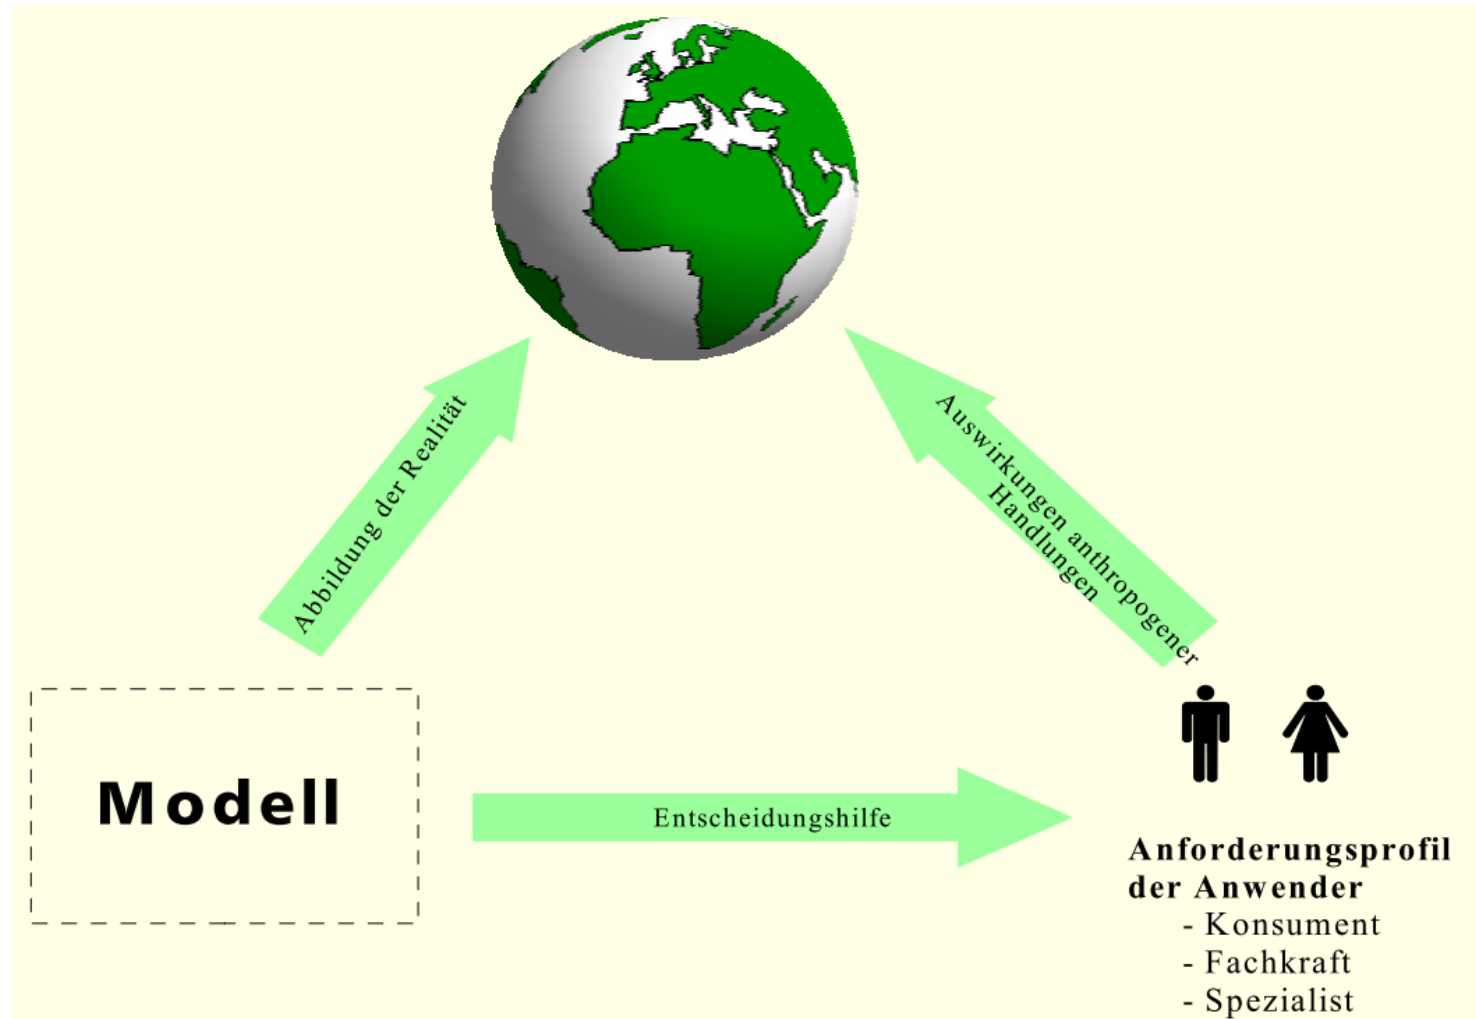 Abbildung der Realität
Auswirkungen anthropogener
Handlungen
Modell
Entscheidungshilfe
Anforderungsprofil
der Anwender
- Konsument
- Fachkraft
- Spezialist